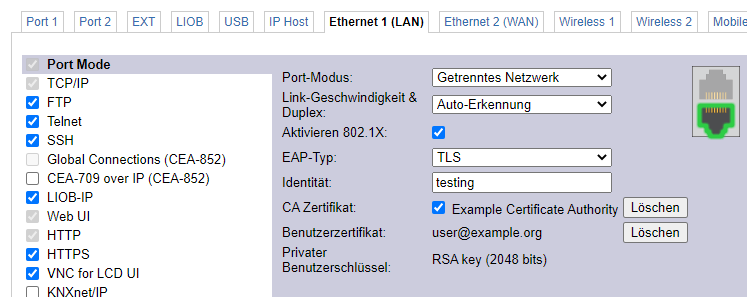 Port 1 Port 2 EXT LIOB USB IP Host Ethernet 1 (LAN) Ethernet 2 (WAN) Wireless 1 Wireless 2 Mobile
Port Mode
TCP/IP
FTP
Telnet
SSH
Global Connections (CEA-852)
CEA-709 over IP (CEA-852)
LIOB-IP
Web UI
HTTP
HTTPS
VNC for LCD UI
KNXnet/IP
Port-Modus: Getrenntes Netzwerk
Link-Geschwindigkeit &
Duplex: Auto-Erkennung
Aktivieren 802.1X:
EAP-Typ: TLS
Identität: testing
CA Zertifikat: Example Certificate Authority Löschen
Benutzerzertifikat: user@example.org Löschen
Privater
Benutzerschlüssel: RSA key (2048 bits)